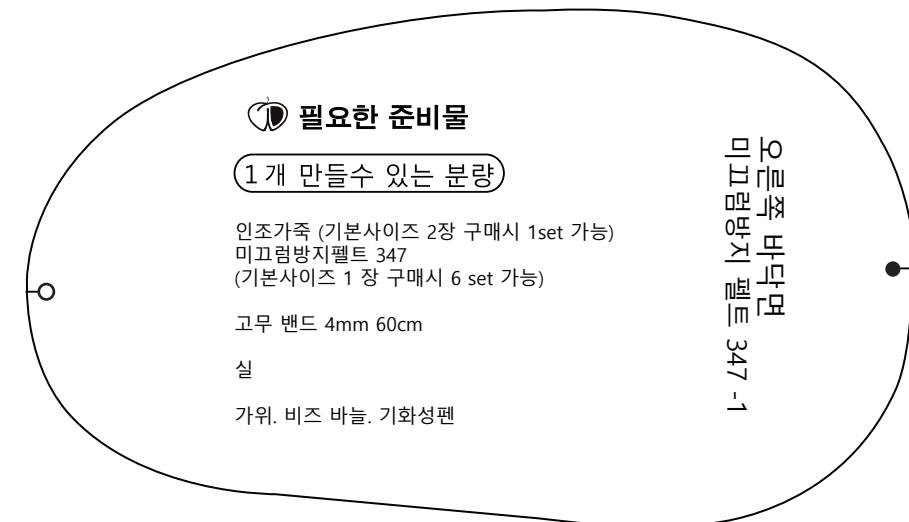 필요한 준비물
1개 만들수 있는 분량
인조가죽 (기본사이즈 2장 구매시 1set 가능)
미끄럼방지펠트 347
(기본사이즈 1 장 구매시 6 set 가능)
고무 밴드 4mm 60cm
실
가위. 비즈 바늘. 기화성펜
오른쪽 바닥면
미끄럼방지 펠트 347 -1